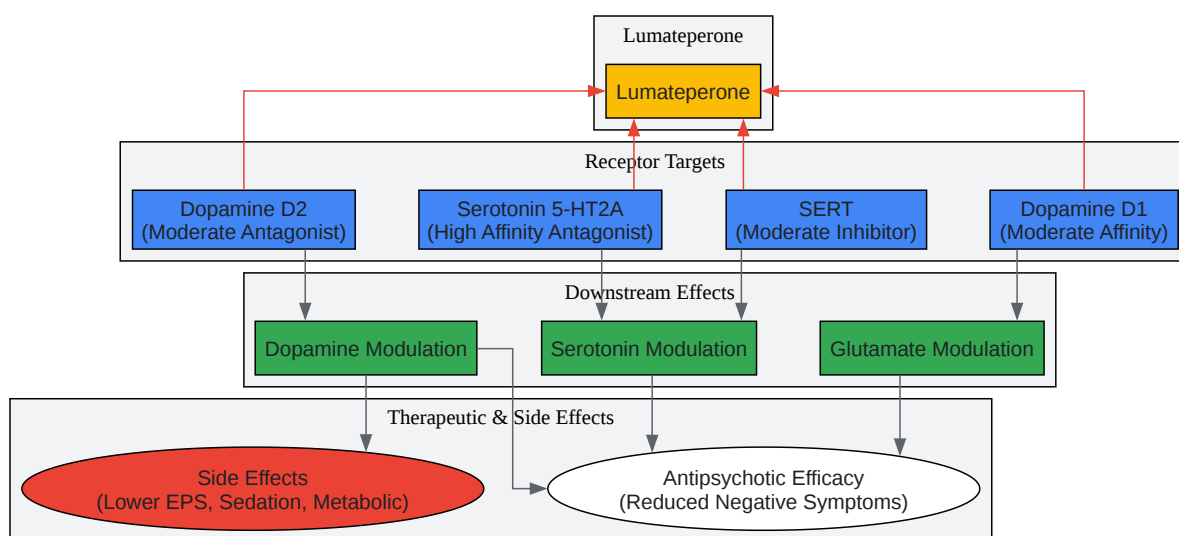 Lumateperone
Lumateperone
Receptor Targets
Dopamine D2
(Moderate Antagonist)
Serotonin 5-HT2A
(High Affinity Antagonist)
SERT
(Moderate Inhibitor)
Dopamine D1
(Moderate Affinity)
Downstream Effects
Dopamine Modulation
Serotonin Modulation
Glutamate Modulation
Therapeutic & Side Effects
Side Effects
(Lower EPS, Sedation, Metabolic)
Antipsychotic Efficacy
(Reduced Negative Symptoms)